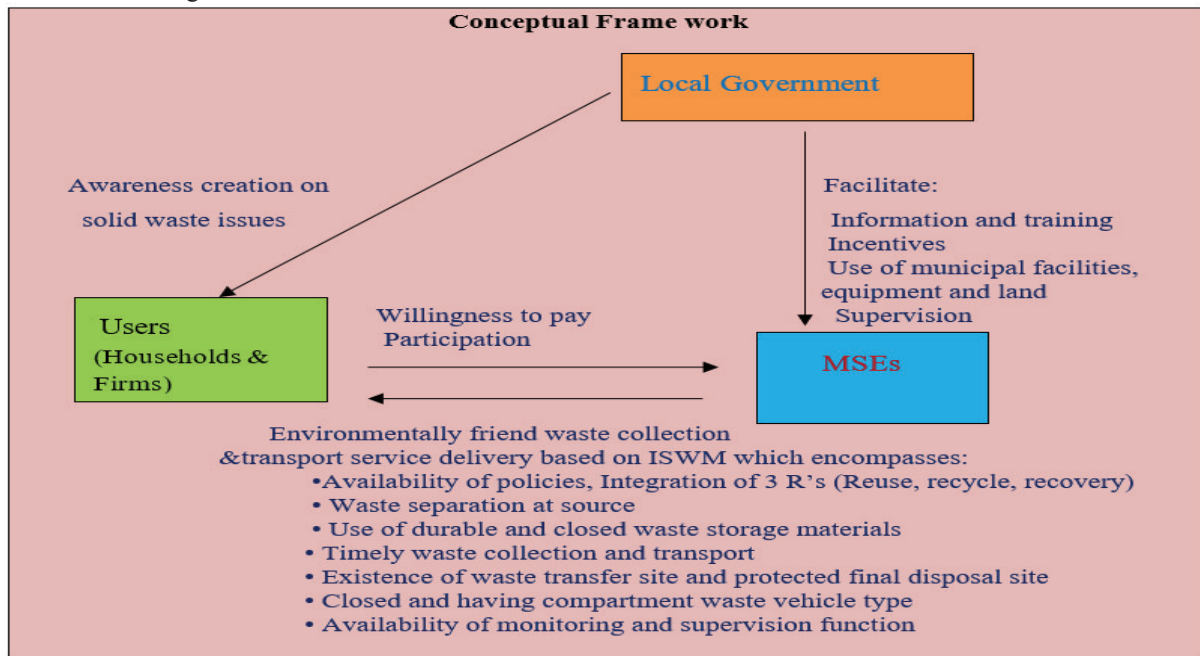 Conceptual Frame work
Local Government
Awareness creation on
solid waste issues
Facilitate:
Information and training
Incentives
Use of municipal facilities,
equipment and land
Supervision
Users
(Households &
Firms)
Willingness to pay
Participation
MSEs
Environmentally friend waste collection
&transport service delivery based on ISWM which encompasses:
•Availability of policies, Integration of 3 R's (Reuse, recycle, recovery)
• Waste separation at source
• Use of durable and closed waste storage materials
• Timely waste collection and transport
• Existence of waste transfer site and protected final disposal site
• Closed and having compartment waste vehicle type
• Availability of monitoring and supervision function